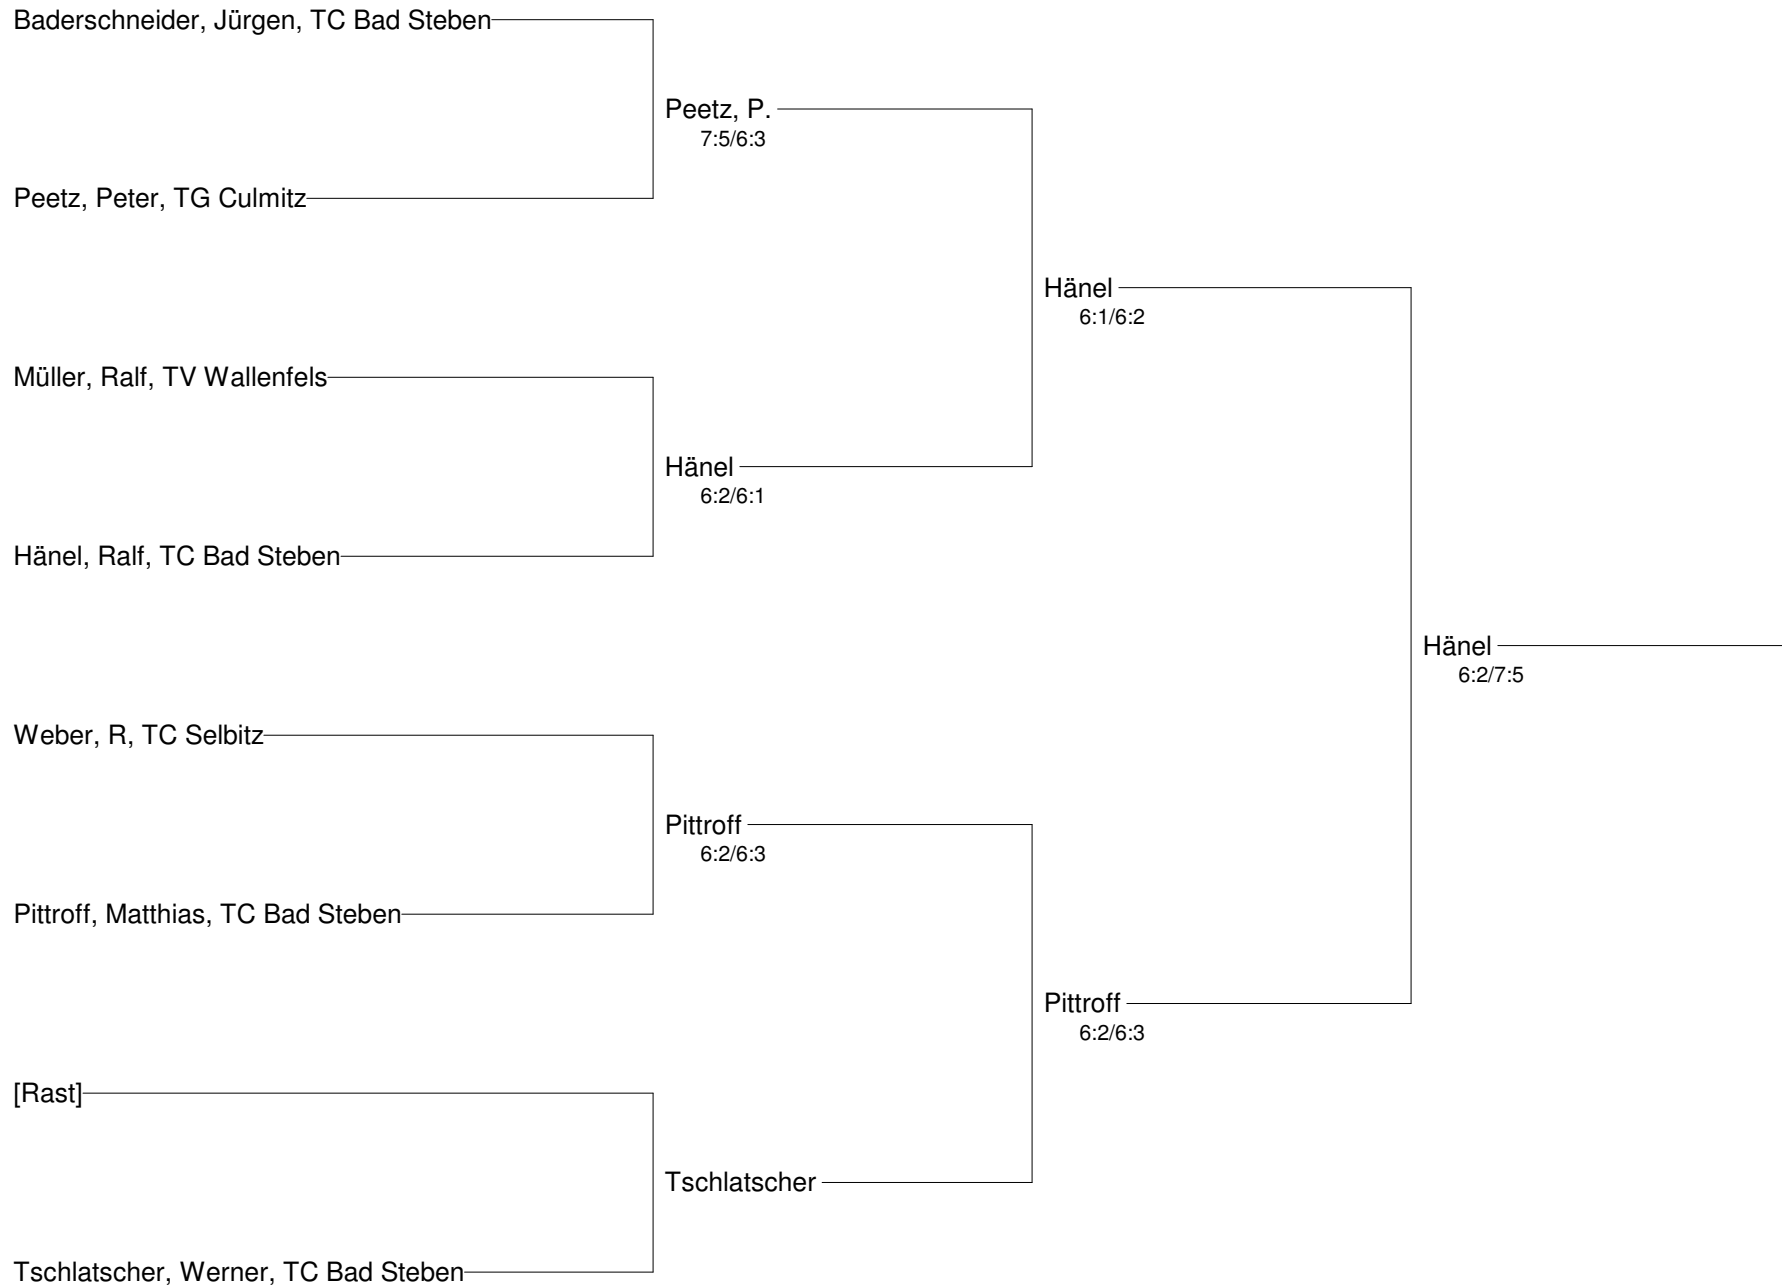 Baderschneider, Jürgen, TC Bad Steben
Peetz, P.
7:5/6:3
Peetz, Peter, TG Culmitz
Hänel
6:1/6:2
Müller, Ralf, TV Wallenfels
Hänel
6:2/6:1
Hänel, Ralf, TC Bad Steben
Hänel
6:2/7:5
Weber, R, TC Selbitz
Pittroff
6:2/6:3
Pittroff, Matthias, TC Bad Steben
Pittroff
6:2/6:3
[Rast]
Tschlatscher
Tschlatscher, Werner, TC Bad Steben